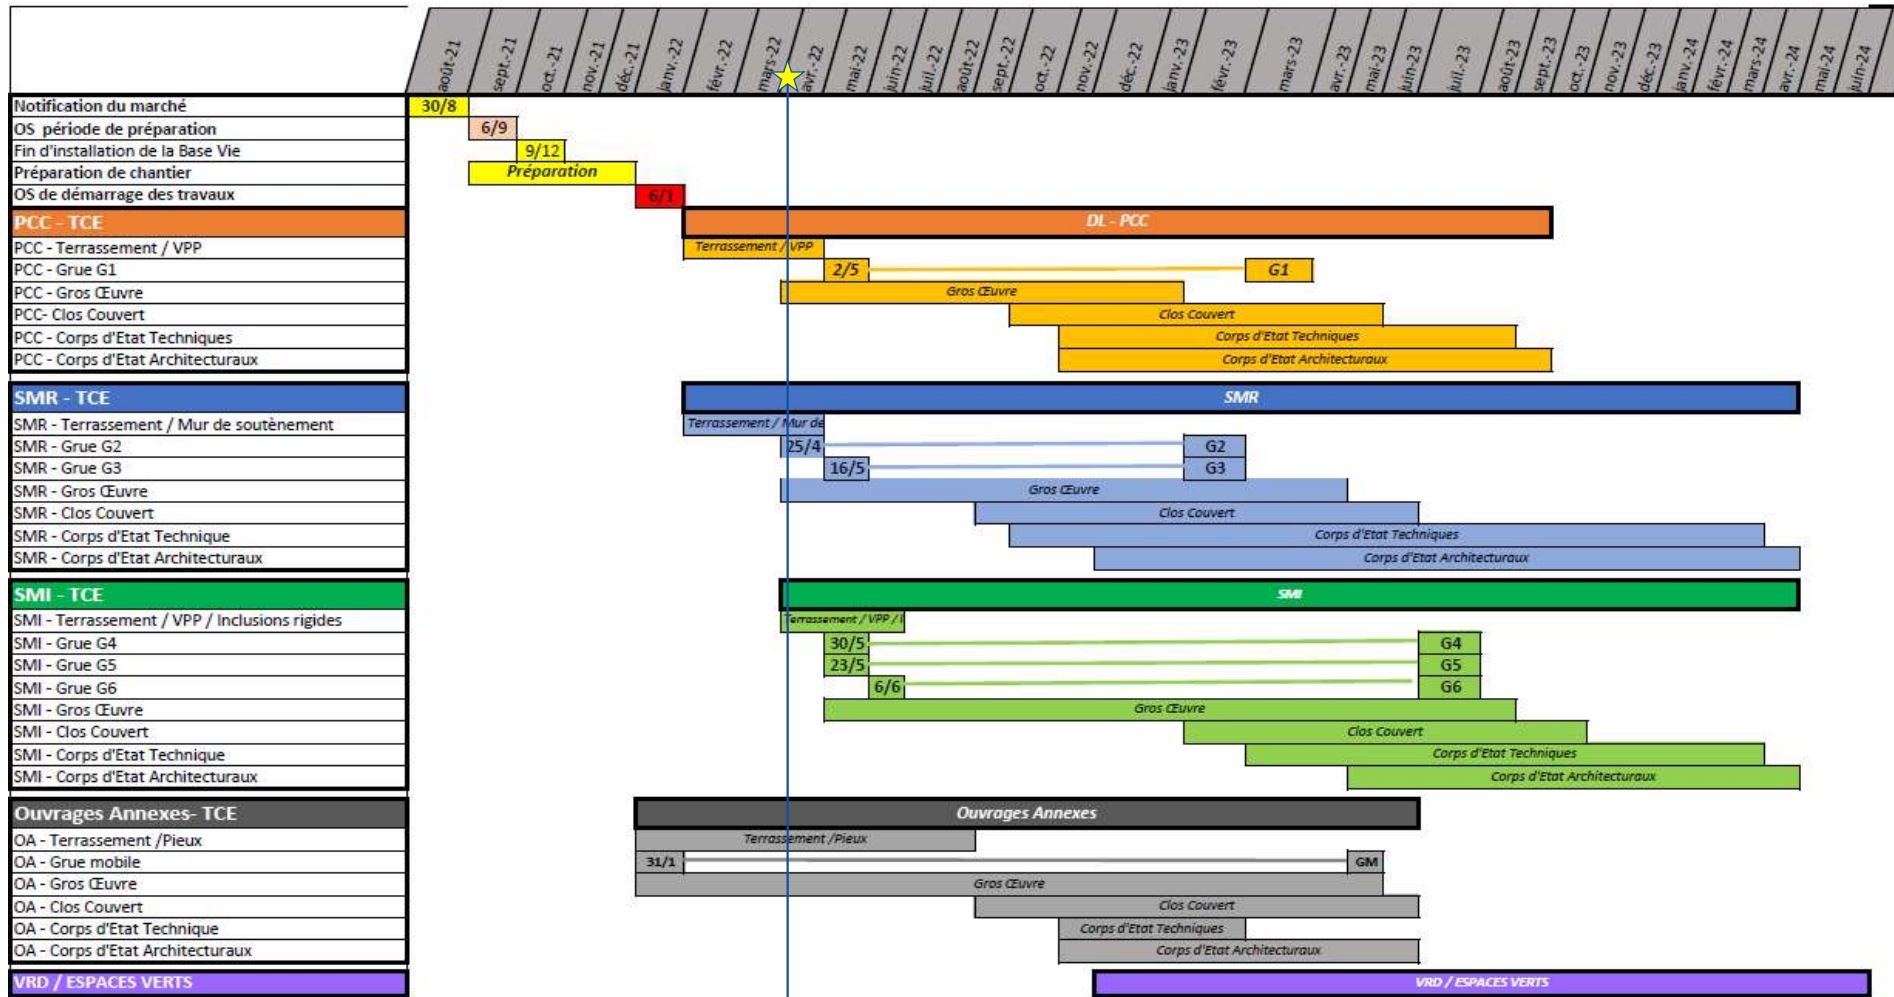 août-21 sept.-21 oct.-21 nov.-21 déc.-21 janv.-22 févr.-22 mars-22 avr.-22 mai-22 juin-22 juil.-22 août-22 sept.-22 oct.-22 nov.-22 déc.-22 janv.-23 févr.-23 mars-23 avr.-23 mai-23 juin-23 juil.-23 août-23 sept.-23 oct.-23 nov.-23 déc.-23 janv.-24 févr.-24 mars-24 avr.-24 mai-24 juin-24
Notification du marché 30/8
OS période de préparation 6/9
Fin d'installation de la Base Vie 9/12
Préparation de chantier Préparation
OS de démarrage des travaux 6/1
PCC - TCE DL - PCC
PCC - Terrassement / VPP Terrassement / VPP
PCC - Grue G1 2/5 G1
PCC - Gros Œuvre Gros Œuvre
PCC- Clos Couvert Clos Couvert
PCC - Corps d'Etat Techniques Corps d'Etat Techniques
PCC - Corps d'Etat Architecturaux Corps d'Etat Architecturaux
SMR - TCE SMR
SMR - Terrassement / Mur de soutènement Terrassement / Mur de
SMR - Grue G2 25/4 G2
SMR - Grue G3 16/5 G3
SMR - Gros Œuvre Gros Œuvre
SMR - Clos Couvert Clos Couvert
SMR - Corps d'Etat Technique Corps d'Etat Techniques
SMR - Corps d'Etat Architecturaux Corps d'Etat Architecturaux
SMI - TCE SMI
SMI - Terrassement / VPP / Inclusions rigides Terrassement / VPP / I
SMI - Grue G4 30/5 G4
SMI - Grue G5 23/5 G5
SMI - Grue G6 6/6 G6
SMI - Gros Œuvre Gros Œuvre
SMI - Clos Couvert Clos Couvert
SMI - Corps d'Etat Technique Corps d'Etat Techniques
SMI - Corps d'Etat Architecturaux Corps d'Etat Architecturaux
Ouvrages Annexes- TCE Ouvrages Annexes
OA - Terrassement /Pieux Terrassement /Pieux
OA - Grue mobile 31/1 GM
OA - Gros Œuvre Gros Œuvre
OA - Clos Couvert Clos Couvert
OA - Corps d'Etat Technique Corps d'Etat Techniques
OA - Corps d'Etat Architecturaux Corps d'Etat Architecturaux
VRD / ESPACES VERTS VRD / ESPACES VERTS